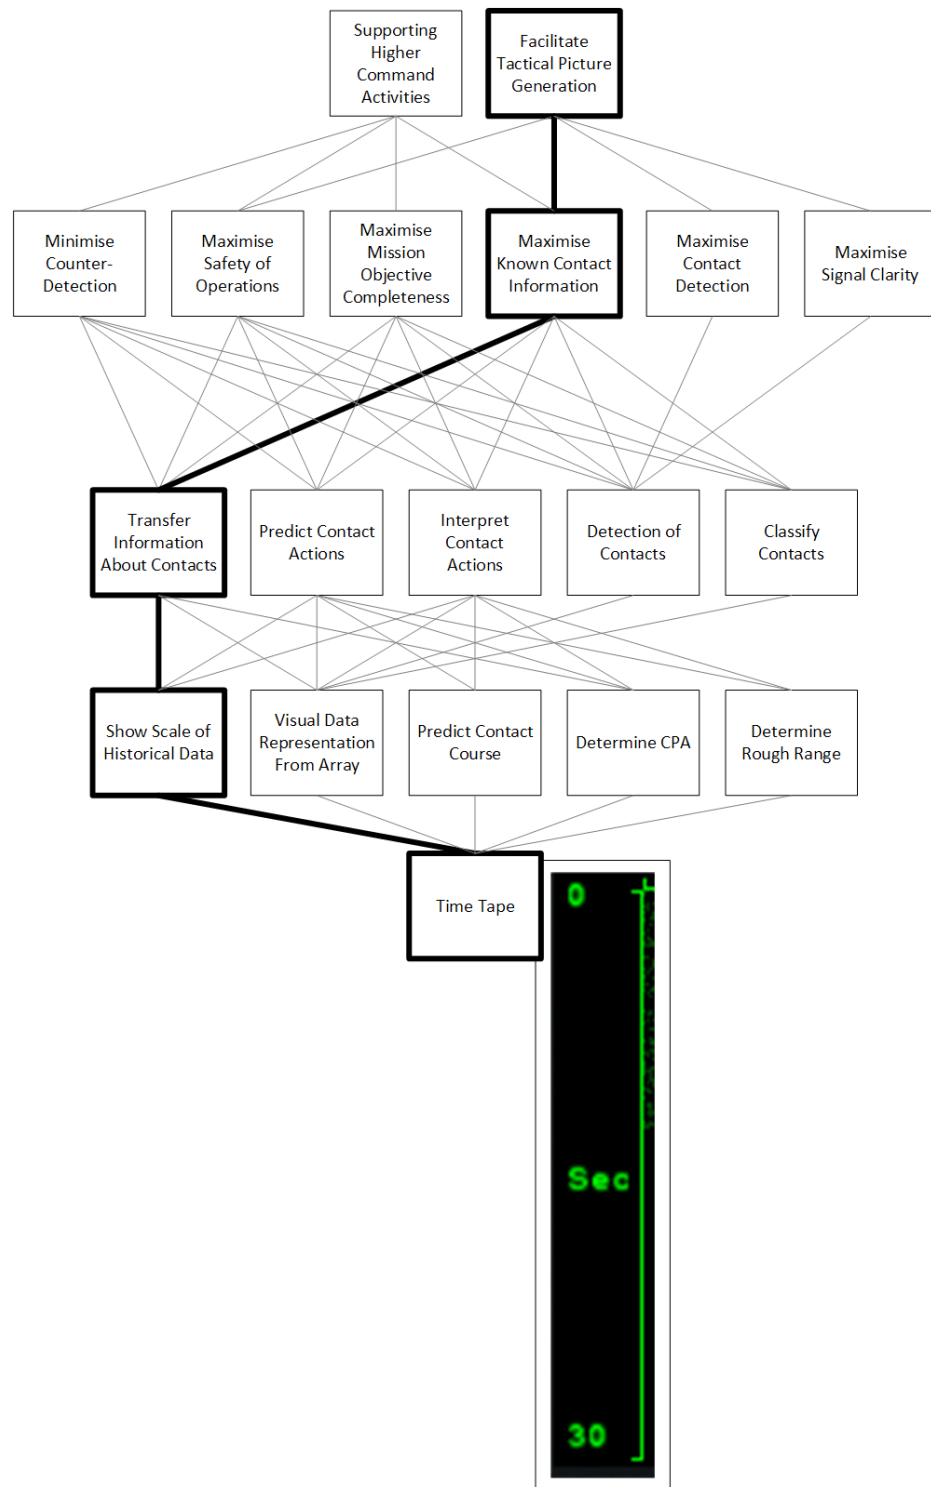 Supporting
Higher
Command
Activities
Facilitate
Tactical Picture
Generation
Minimise
Counter-
Detection
Maximise
Safety of
Operations
Maximise
Mission
Objective
Completeness
Maximise
Known Contact
Information
Maximise
Contact
Detection
Maximise
Signal Clarity
Transfer
Information
About Contacts
Predict Contact
Actions
Interpret
Contact
Actions
Detection of
Contacts
Classify
Contacts
Show Scale of
Historical Data
Visual Data
Representation
From Array
Predict Contact
Course
Determine CPA
Determine
Rough Range
Time Tape
0
Sec
30